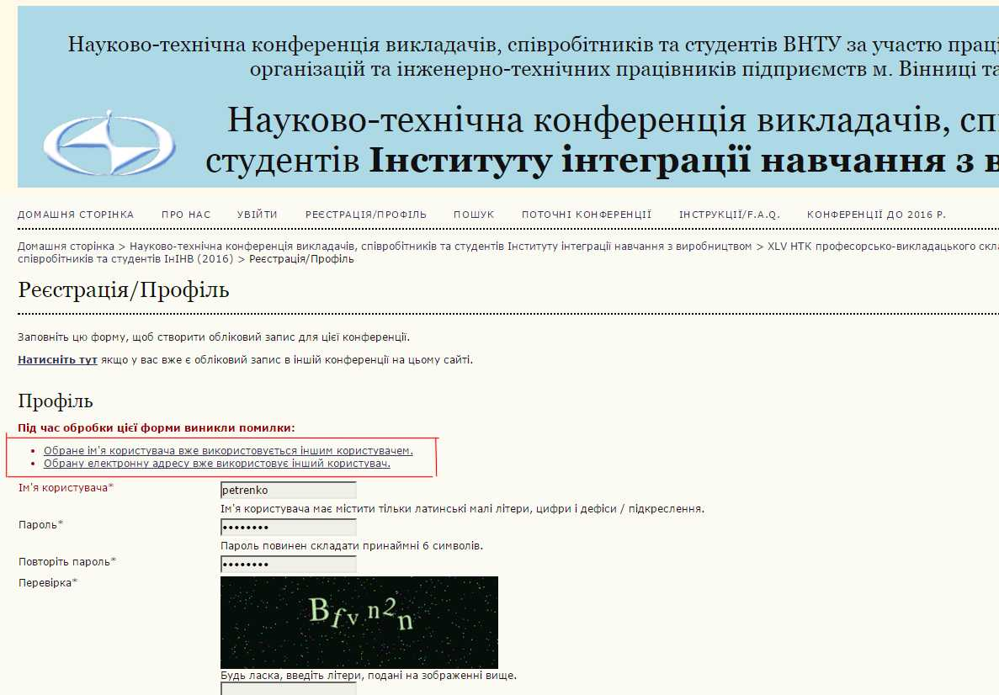 Науково-технічна конференція викладачів, співробітників та студентів ВНТУ за участю праці
організацій та інженерно-технічних працівників підприємств м. Вінниці та
Науково-технічна конференція викладачів, сп
студентів Інституту інтеграції навчання з в
ДОМАШНЯ СТОРІНКА ПРО НАС УВІЙТИ РЕЄСТРАЦІЯ/ПРОФІЛЬ ПОШУК ПОТОЧНІ КОНФЕРЕНЦІЇ ІНСТРУКЦІЇ/F.A.Q. КОНФЕРЕНЦІЇ ДО 2016 Р.
Домашня сторінка > Науково-технічна конференція викладачів, співробітників та студентів Інституту інтеграції навчання з виробництвом > XLV НТК професорсько-викладацького скла
співробітників та студентів ІнІНВ (2016) > Реєстрація/Профіль
Реєстрація/Профіль
Заповніть цю форму, щоб створити обліковий запис для цієї конференції.
Натисніть тут якщо у вас вже є обліковий запис в іншій конференції на цьому сайті.
Профіль
Під час обробки цієї форми виникли помилки:
• Обране ім'я користувача вже використовується іншим користувачем.
• Обрану електронну адресу вже використовує інший користувач.
Ім'я користувача* petrenko
Ім'я користувача має містити тільки латинські малі літери, цифри і дефіси / підкреслення.
Пароль* ••••••••
Пароль повинен складати принаймні 6 символів.
Повторіть пароль* ••••••••
Перевірка* Bfvn2n
Будь ласка, введіть літери, подані на зображенні вище.